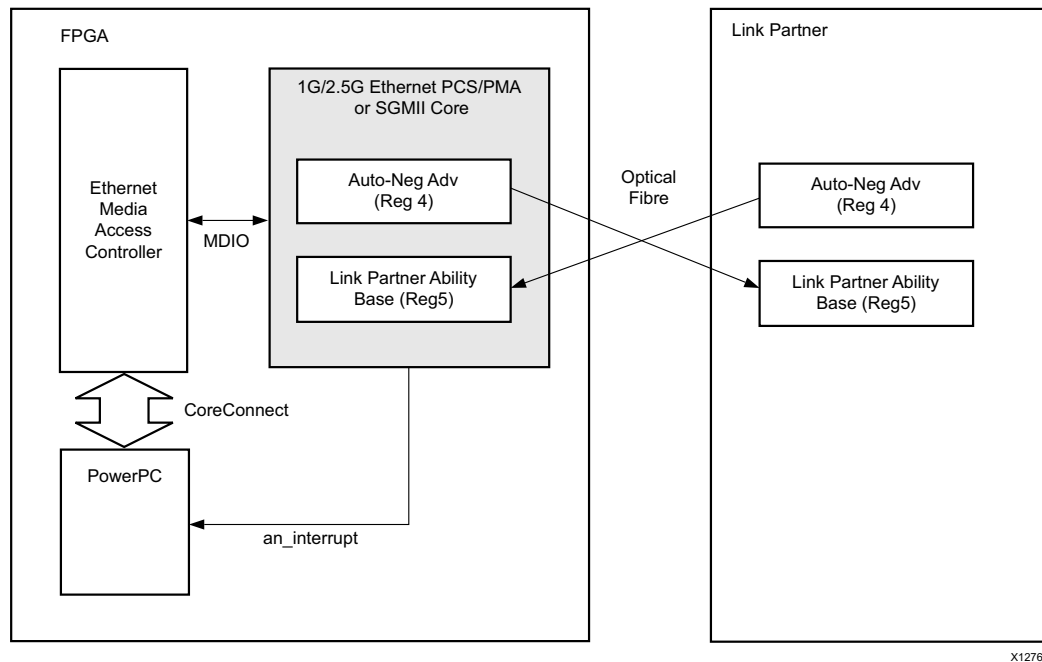 FPGA
Link Partner
1G/2.5G Ethernet PCS/PMA
or SGMII Core
Auto-Neg Adv
(Reg 4)
Link Partner Ability
Base (Reg5)
Ethernet
Media
Access
Controller
MDIO
Optical
Fibre
Auto-Neg Adv
(Reg 4)
Link Partner Ability
Base (Reg5)
CoreConnect
PowerPC
an_interrupt
X1276